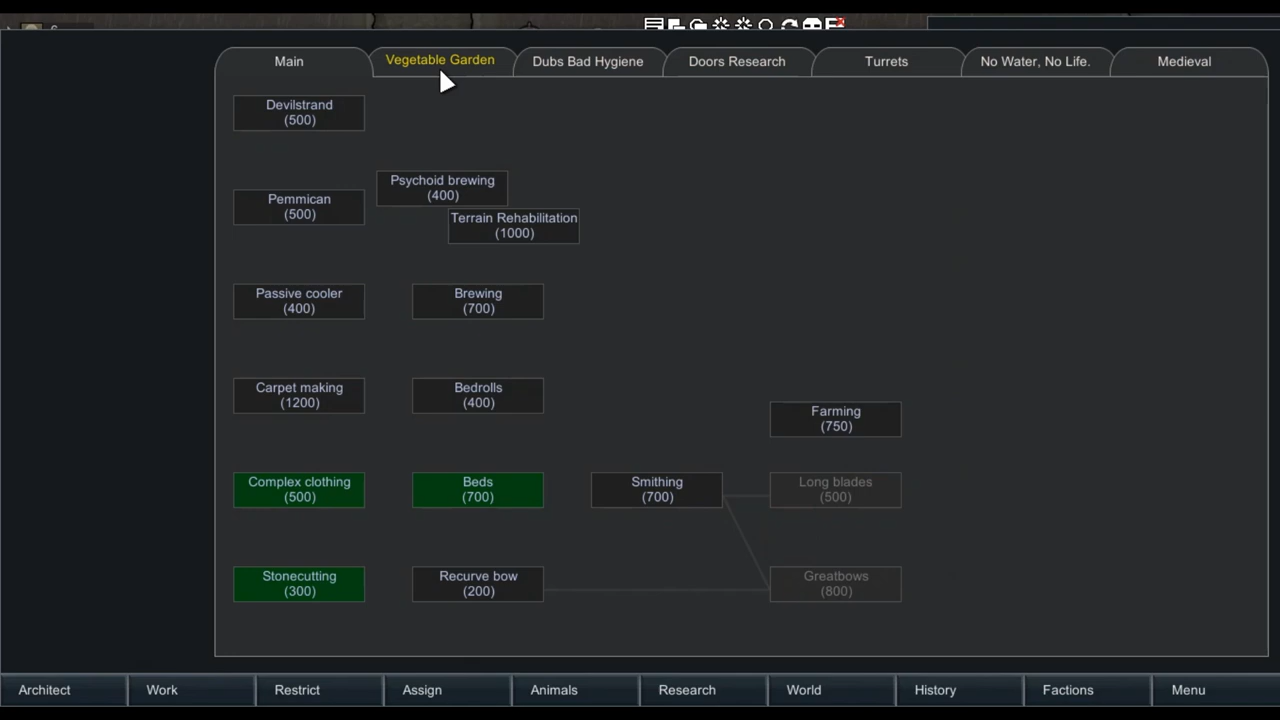 Main
Vegetable Garden
Dubs Bad Hygiene
Doors Research
Turrets
No Water, No Life.
Medieval
Devilstrand
(500)
Psychoid brewing
(400)
Pemmican
(500)
Terrain Rehabilitation
(1000)
Passive cooler
(400)
Brewing
(700)
Carpet making
(1200)
Bedrolls
(400)
Farming
(750)
Complex clothing
(500)
Beds
(700)
Smithing
(700)
Long blades
(500)
Stonecutting
(300)
Recurve bow
(200)
Greatbows
(800)
Architect
Work
Restrict
Assign
Animals
Research
World
History
Factions
Menu